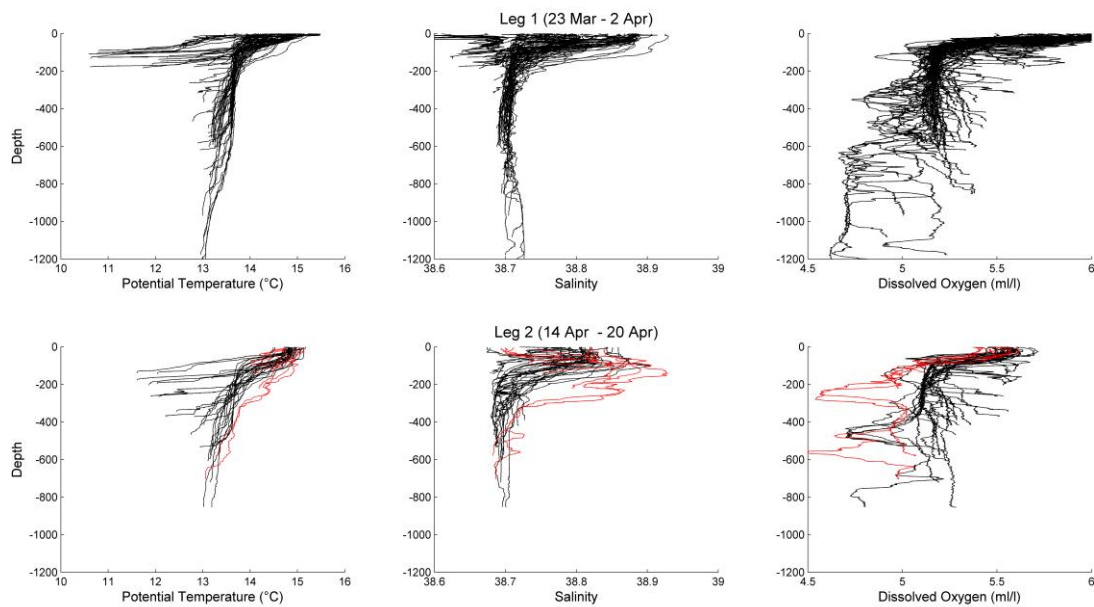 Leg 1 (23 Mar - 2 Apr)
0
-200
-400
-600
-800
-1000
-1200
Depth
10 11 12 13 14 15 16
Potential Temperature (°C)
0
-200
-400
-600
-800
-1000
-1200
38.6 38.7 38.8 38.9 39
Salinity
0
-200
-400
-600
-800
-1000
-1200
4.5 5 5.5 6
Dissolved Oxygen (ml/l)
Leg 2 (14 Apr - 20 Apr)
0
-200
-400
-600
-800
-1000
-1200
Depth
10 11 12 13 14 15 16
Potential Temperature (°C)
0
-200
-400
-600
-800
-1000
-1200
38.6 38.7 38.8 38.9 39
Salinity
0
-200
-400
-600
-800
-1000
-1200
4.5 5 5.5 6
Dissolved Oxygen (ml/l)